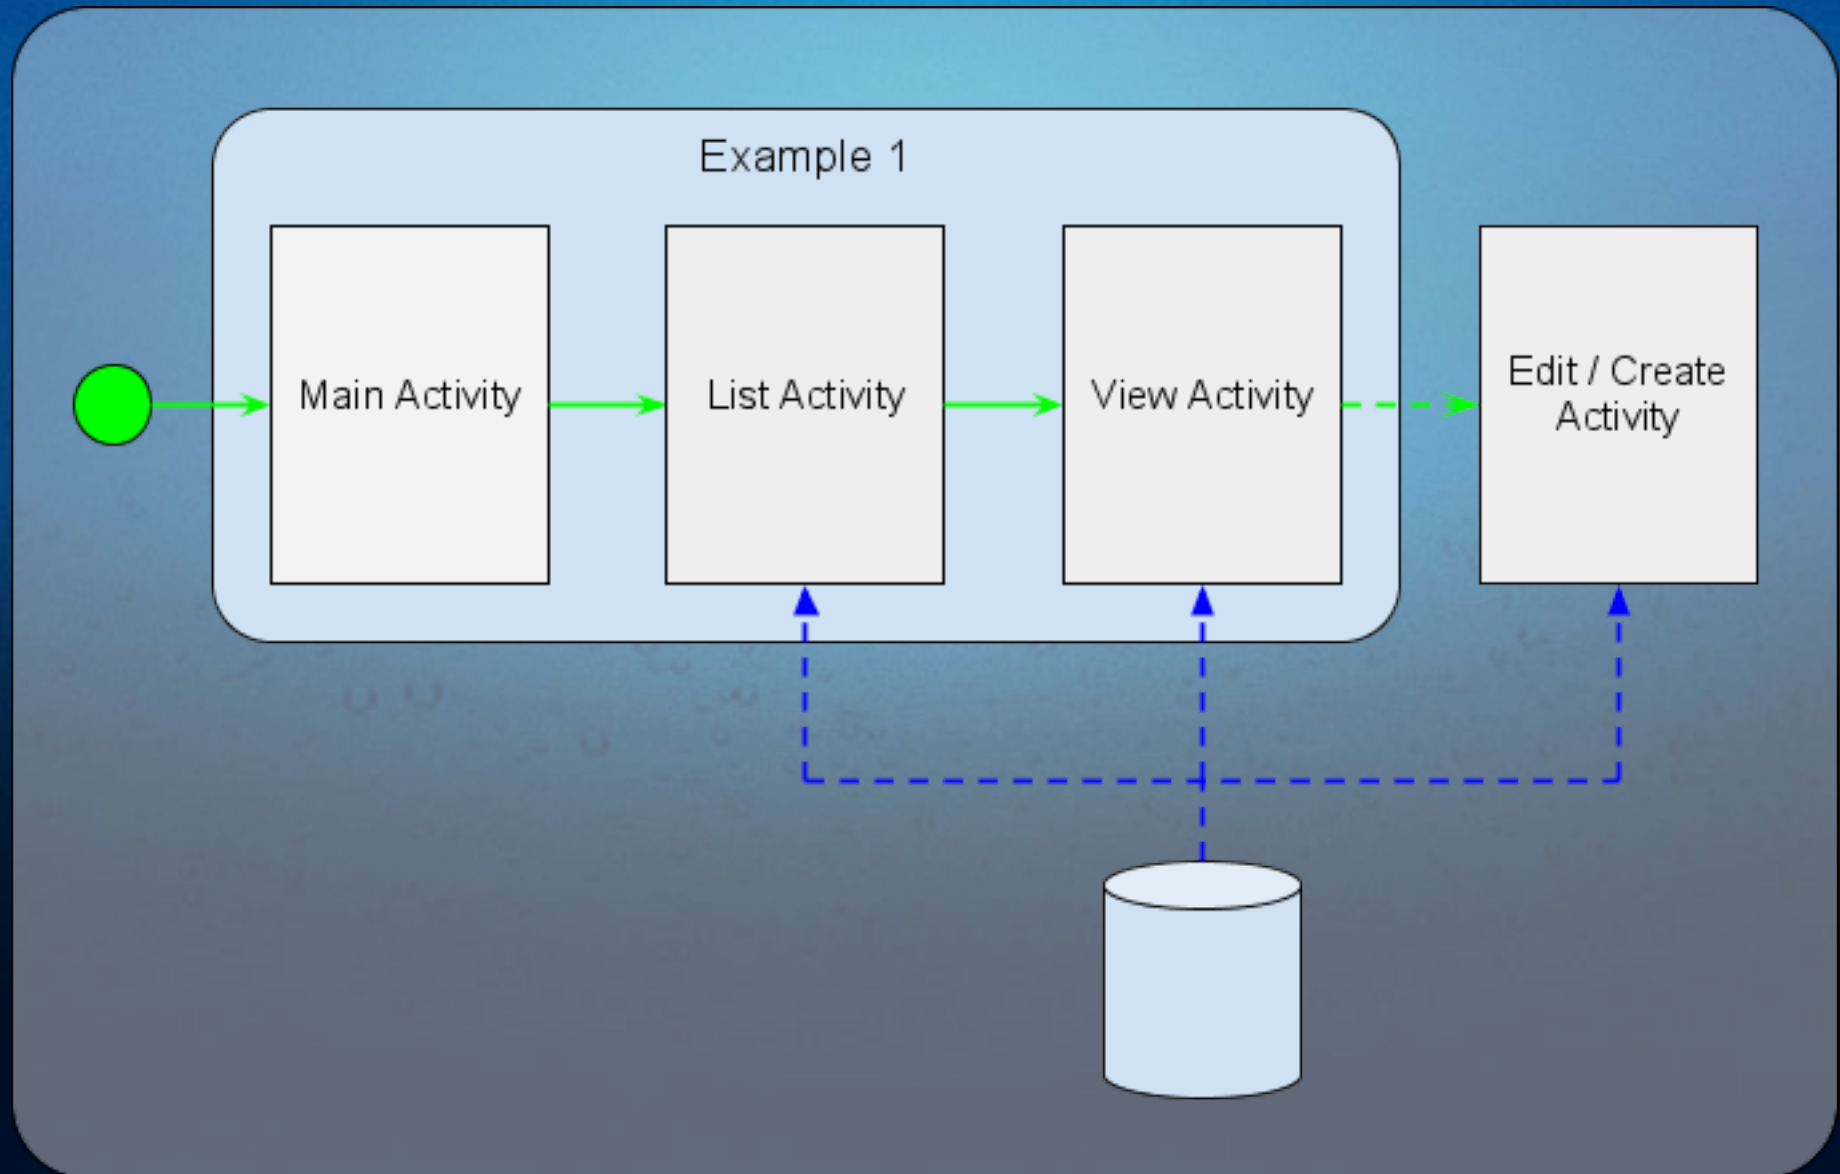 Example 1
Main Activity
List Activity
View Activity
Edit / Create
Activity